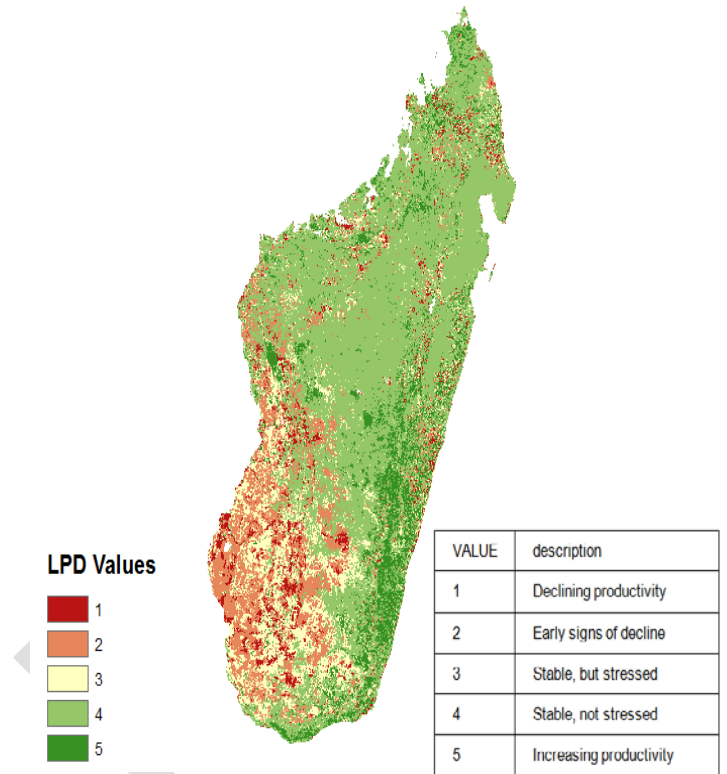 LPD Values
1
2
3
4
5
VALUE description
1 Declining productivity
2 Early signs of decline
3 Stable, but stressed
4 Stable, not stressed
5 Increasing productivity